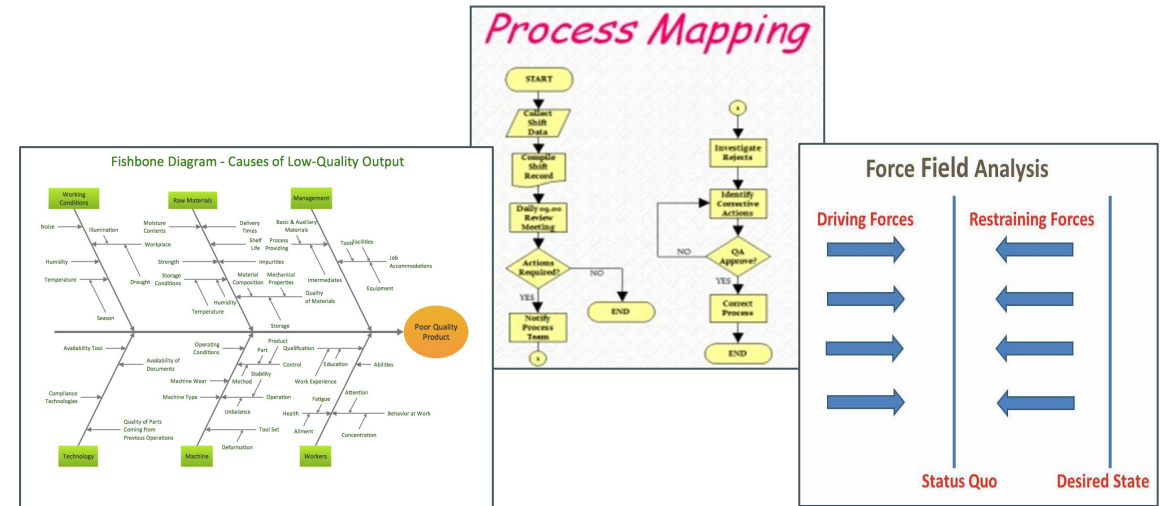 Process Mapping
START
Collect
Shift
Data
Compile
Shift
Record
Daily 09.00
Review
Meeting
Actions
Required?
NO
YES
END
Notify
Process
Team
1
1
Investigate
Rejects
Identify
Corrective
Actions
NO
QA
Approve?
YES
Correct
Process
END
Fishbone Diagram - Causes of Low-Quality Output
Working
Conditions
Raw Materials
Management
Noise
Illumination
Workplace
Humidity
Temperature
Draught
Season
Moisture
Contents
Delivery
Times
Shelf
Life
Strength
Impurities
Storage
Conditions
Material
Composition
Mechanical
Properties
Humidity
Temperature
Quality
of Materials
Storage
Basic & Auxiliary
Materials
Process
Providing
Tools
Facilities
Job
Accommodations
Intermediates
Equipment
Poor Quality
Product
Availability Tool
Availability of
Documents
Compliance
Technologies
Quality of Parts
Coming from
Previous Operations
Operating
Conditions
Part
Product
Control
Machine Wear
Method
Stability
Machine Type
Operation
Unbalance
Tool Set
Deformation
Qualification
Education
Work Experience
Abilities
Attention
Fatigue
Health
Ailment
Behavior at Work
Concentration
Technology
Machine
Workers
Force Field Analysis
Driving Forces
Restraining Forces
Status Quo
Desired State